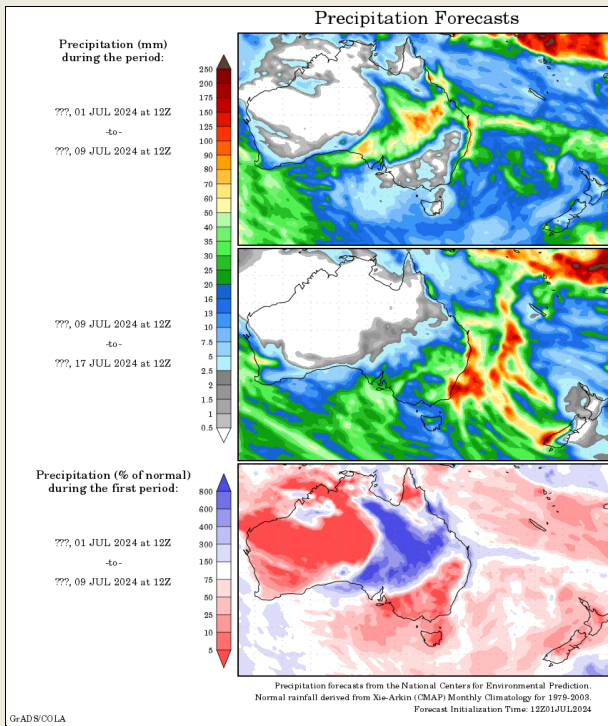 Precipitation Forecasts
Precipitation (mm)
during the period:
???, 01 JUL 2024 at 12Z
-to-
???, 09 JUL 2024 at 12Z
250
200
175
150
125
100
90
80
70
60
50
40
35
30
25
20
16
13
10
7.5
5
2.5
2
1.5
1
0.5
???, 09 JUL 2024 at 12Z
-to-
???, 17 JUL 2024 at 12Z
Precipitation (% of normal)
during the first period:
???, 01 JUL 2024 at 12Z
-to-
???, 09 JUL 2024 at 12Z
800
600
400
300
150
75
50
25
10
5
Precipitation forecasts from the National Centers for Environmental Prediction.
Normal rainfall derived from Xie-Arkin (CMAP) Monthly Climatology for 1979-2003.
Forecast Initialization Time: 12Z01JUL2024
GrADS/COLA